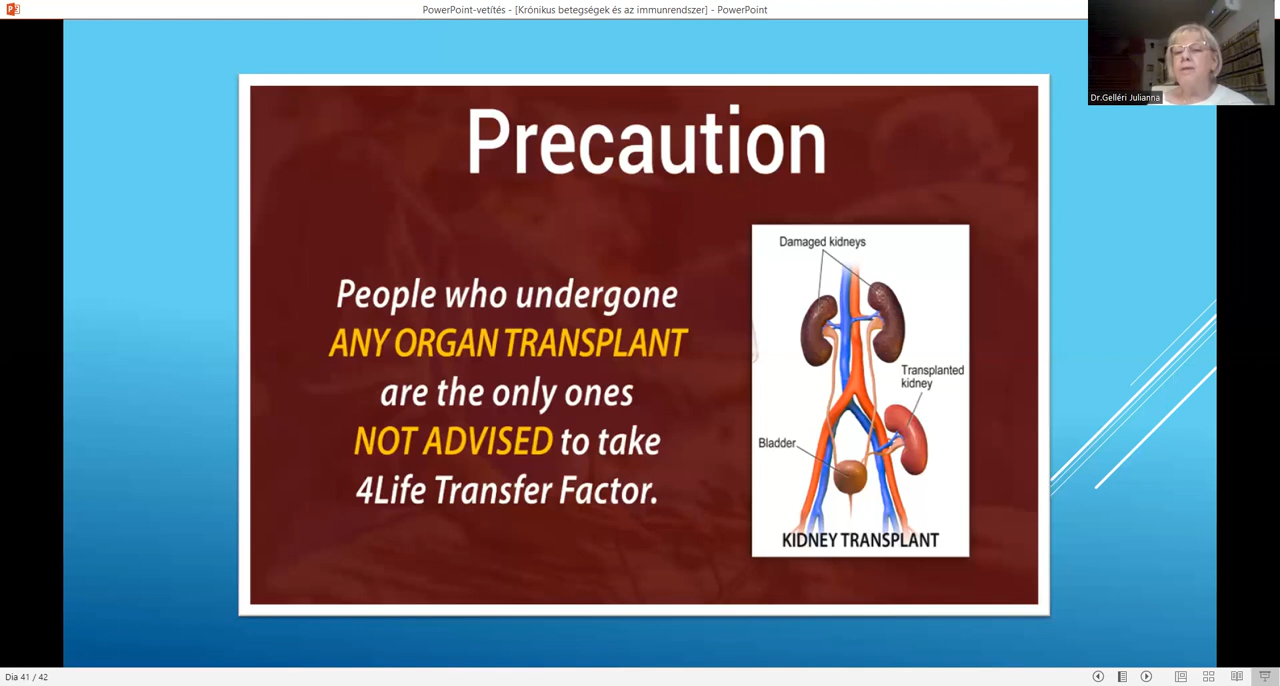 PowerPoint-vetítés - [Krónikus betegségek és az immunrendszer] - PowerPoint
Dr.Gelléri Julianna
Precaution
People who undergone
ANY ORGAN TRANSPLANT
are the only ones
NOT ADVISED to take
4Life Transfer Factor.
Damaged kidneys
Transplanted
kidney
Bladder
KIDNEY TRANSPLANT
Dia 41 / 42